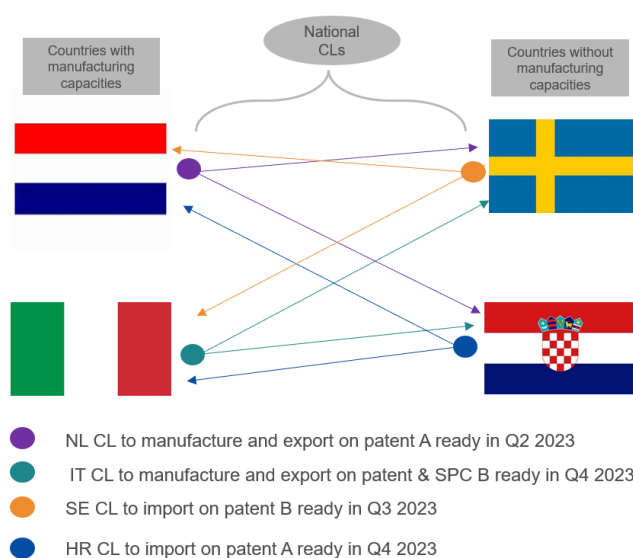 National
CLs
Countries with
manufacturing
capacities
Countries without
manufacturing
capacities
NL CL to manufacture and export on patent A ready in Q2 2023
IT CL to manufacture and export on patent & SPC B ready in Q4 2023
SE CL to import on patent B ready in Q3 2023
HR CL to import on patent A ready in Q4 2023